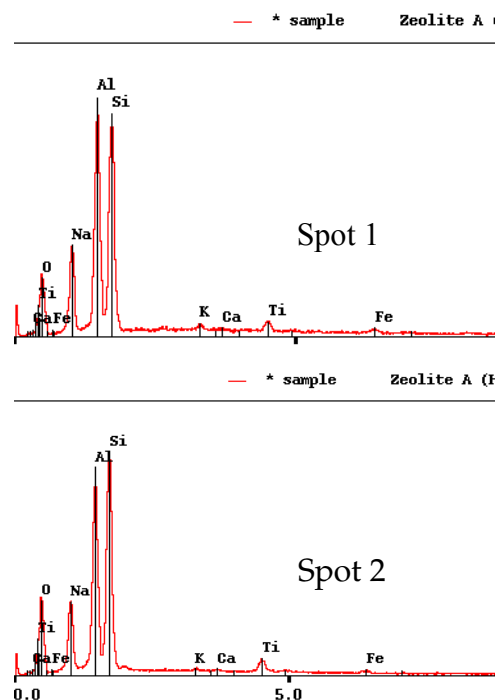 — * sample Zeolite A
Al
Si
Na
Spot 1
O
Ti
CaFe
K Ca Ti Fe
— * sample Zeolite A (H
Si
Al
Spot 2
O Na
Ti
CaFe
K Ca Ti Fe
0.0 5.0